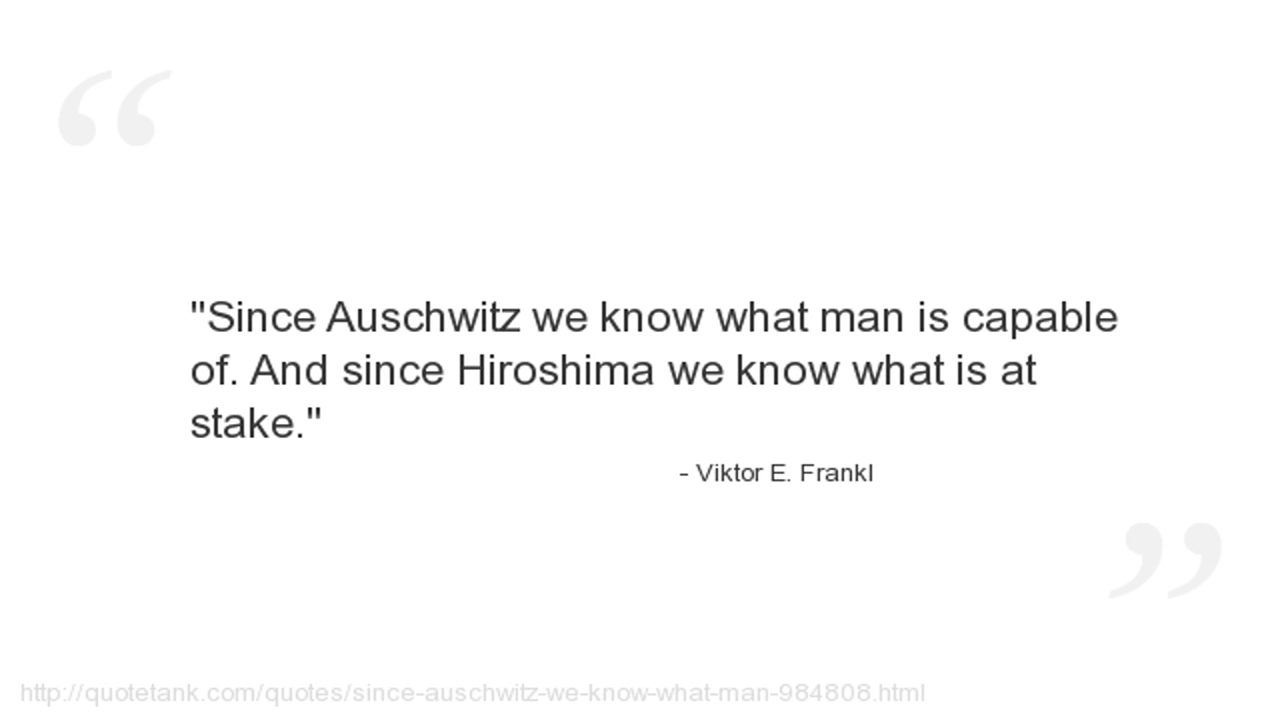 "Since Auschwitz we know what man is capable
of. And since Hiroshima we know what is at
stake."
- Viktor E. Frankl
http://quotetank.com/quotes/since-auschwitz-we-know-what-man-984808.html